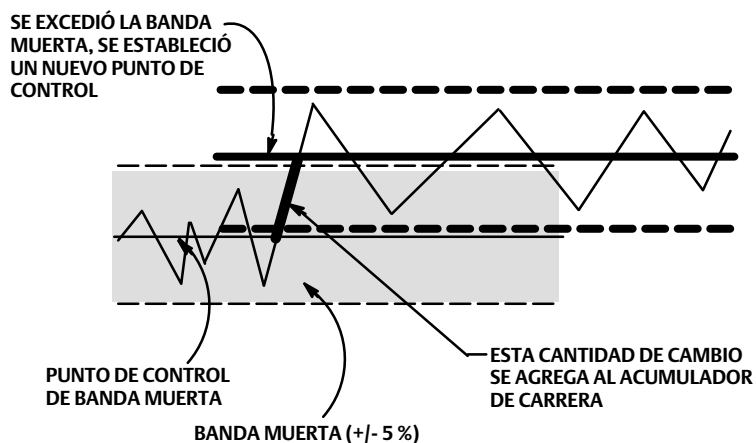 SE EXCEDIÓ LA BANDA
MUERTA, SE ESTABLECIÓ
UN NUEVO PUNTO DE
CONTROL
PUNTO DE CONTROL
DE BANDA MUERTA
ESTA CANTIDAD DE CAMBIO
SE AGREGA AL ACUMULADOR
DE CARRERA
BANDA MUERTA (+/- 5 %)